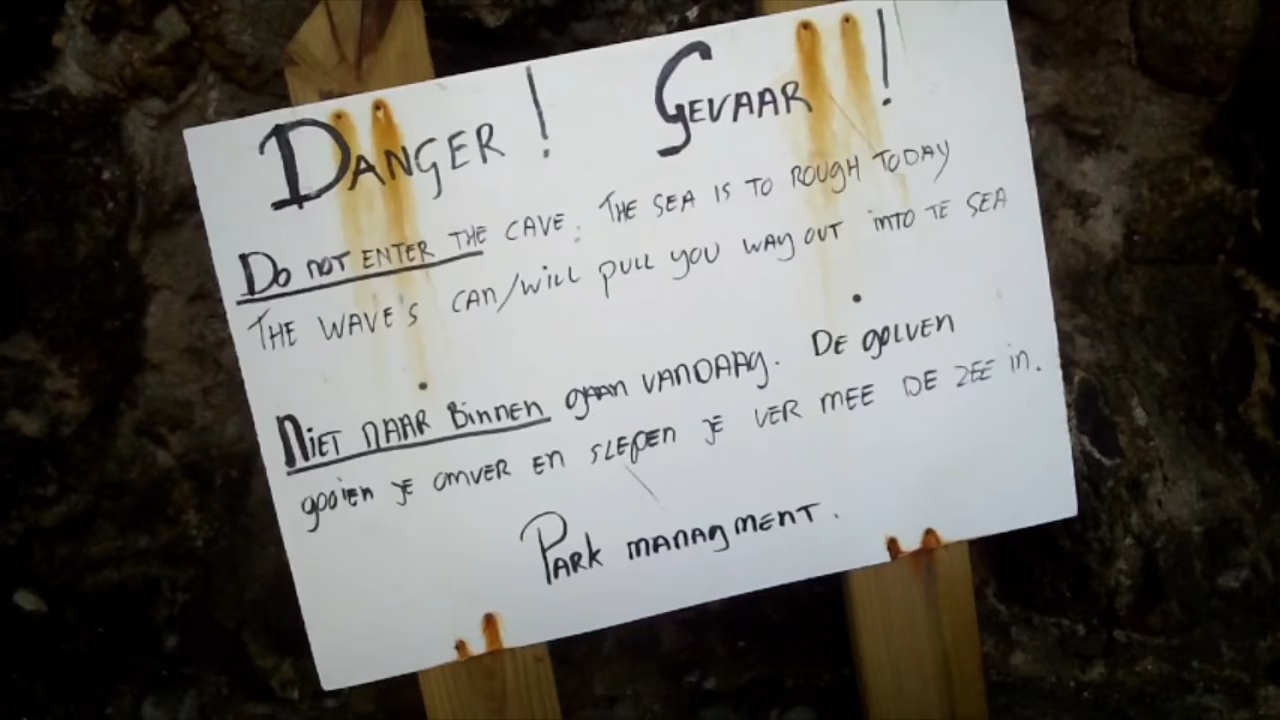 DANGER! GEVAAR!
DO NOT ENTER THE CAVE. THE SEA IS TO ROUGH TODAY
THE WAVE'S CAN/WILL PULL YOU WAY OUT INTO TE SEA
NIET NAAR BINNEN GAAN VANDAAG. DE GOLVEN
GOOIEN JE OMVER EN SLEPEN JE VER MEE DE ZEE IN.
PARK MANAGMENT.